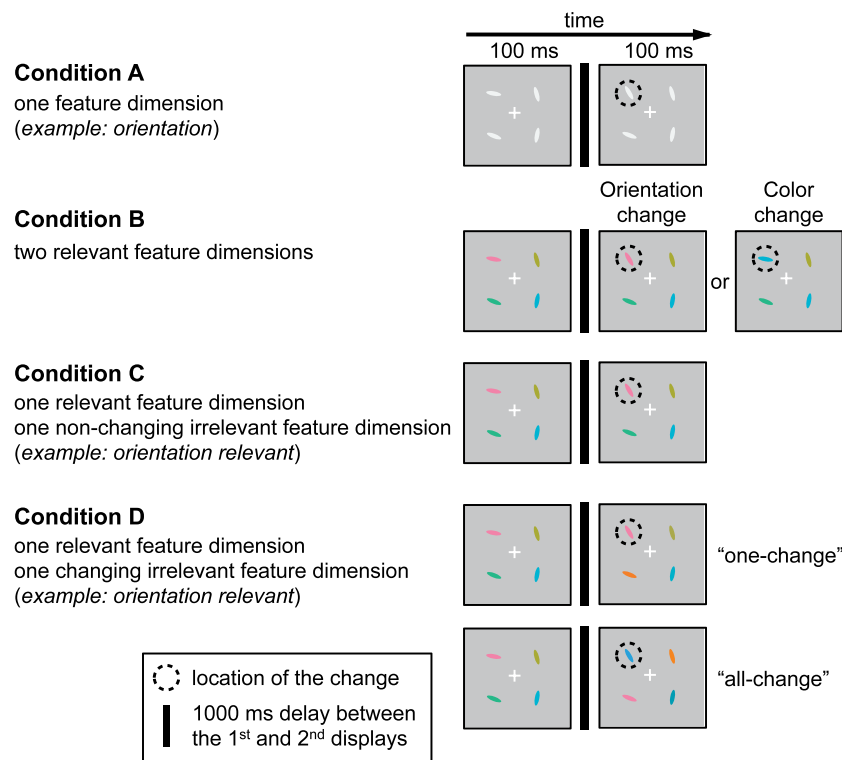 time
100 ms 100 ms
Condition A
one feature dimension
(example: orientation)
Orientation change
Color change
Condition B
two relevant feature dimensions
or
Condition C
one relevant feature dimension
one non-changing irrelevant feature dimension
(example: orientation relevant)
Condition D
one relevant feature dimension
one changing irrelevant feature dimension
(example: orientation relevant)
“one-change”
“all-change”
location of the change
1000 ms delay between
the 1st and 2nd displays